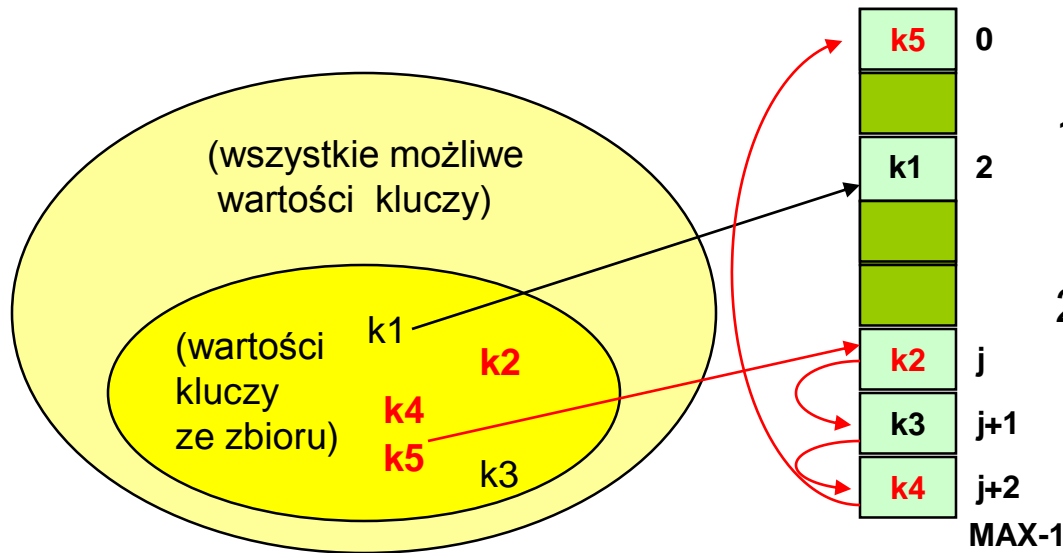 (wszystkie możliwe
wartości kluczy)
(wartości
kluczy
ze zbioru)
k1
k2
k4
k5
k3
k5 0
k1 2
k2 j
k3 j+1
k4 j+2
MAX-1